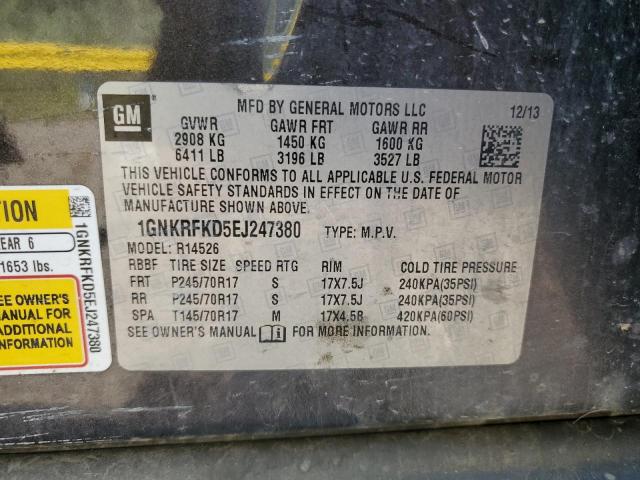 GM
MFD BY GENERAL MOTORS LLC
12/13
GVWR GAWR FRT GAWR RR
2908 KG 1450 KG 1600 KG
6411 LB 3196 LB 3527 LB
THIS VEHICLE CONFORMS TO ALL APPLICABLE U.S. FEDERAL MOTOR
VEHICLE SAFETY STANDARDS IN EFFECT ON THE DATE OF
MANUFACTURE SHOWN ABOVE.
1GNKRFKD5EJ247380 TYPE: M.P.V.
MODEL: R14526
RBBF TIRE SIZE SPEED RTG RIM COLD TIRE PRESSURE
FRT P245/70R17 S 17X7.5J 240KPA(35PSI)
RR P245/70R17 S 17X7.5J 240KPA(35PSI)
SPA T145/70R17 M 17X4.5B 420KPA(60PSI)
SEE OWNER'S MANUAL FOR MORE INFORMATION.
TION
EAR 6
1653 lbs.
SEE OWNER'S
MANUAL FOR
ADDITIONAL
1GNKRFKD5EJ247380